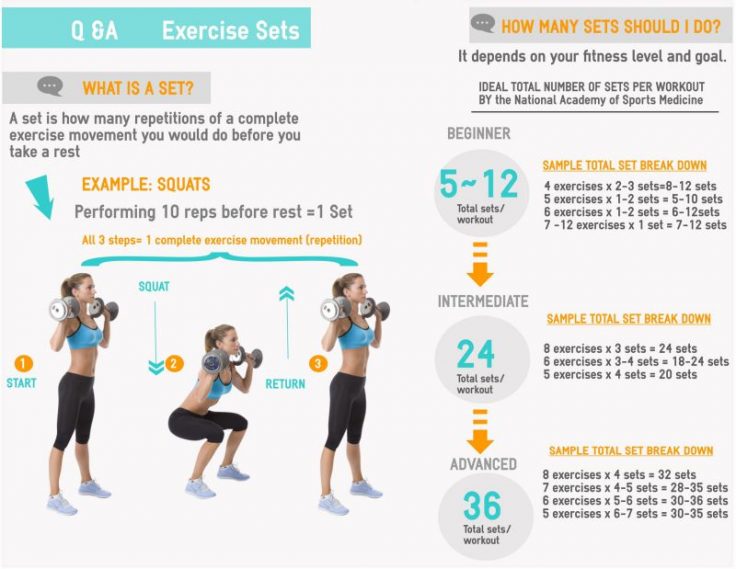 Q &A Exercise Sets
WHAT IS A SET?
A set is how many repetitions of a complete
exercise movement you would do before you
take a rest
EXAMPLE: SQUATS
Performing 10 reps before rest =1 Set
All 3 steps= 1 complete exercise movement (repetition)
1
START
SQUAT
2
3
RETURN
HOW MANY SETS SHOULD I DO?
It depends on your fitness level and goal.
IDEAL TOTAL NUMBER OF SETS PER WORKOUT
BY the National Academy of Sports Medicine
BEGINNER
5~12
Total sets/
workout
SAMPLE TOTAL SET BREAK DOWN
4 exercises x 2-3 sets=8-12 sets
5 exercises x 1-2 sets = 5-10 sets
6 exercises x 1-2 sets = 6-12sets
7 -12 exercises x 1 set = 7-12 sets
INTERMEDIATE
24
Total sets/
workout
SAMPLE TOTAL SET BREAK DOWN
8 exercises x 3 sets = 24 sets
6 exercises x 3-4 sets = 18-24 sets
5 exercises x 4 sets = 20 sets
ADVANCED
36
Total sets/
workout
SAMPLE TOTAL SET BREAK DOWN
8 exercises x 4 sets = 32 sets
7 exercises x 4-5 sets = 28-35 sets
6 exercises x 5-6 sets = 30-36 sets
5 exercises x 6-7 sets = 30-35 sets